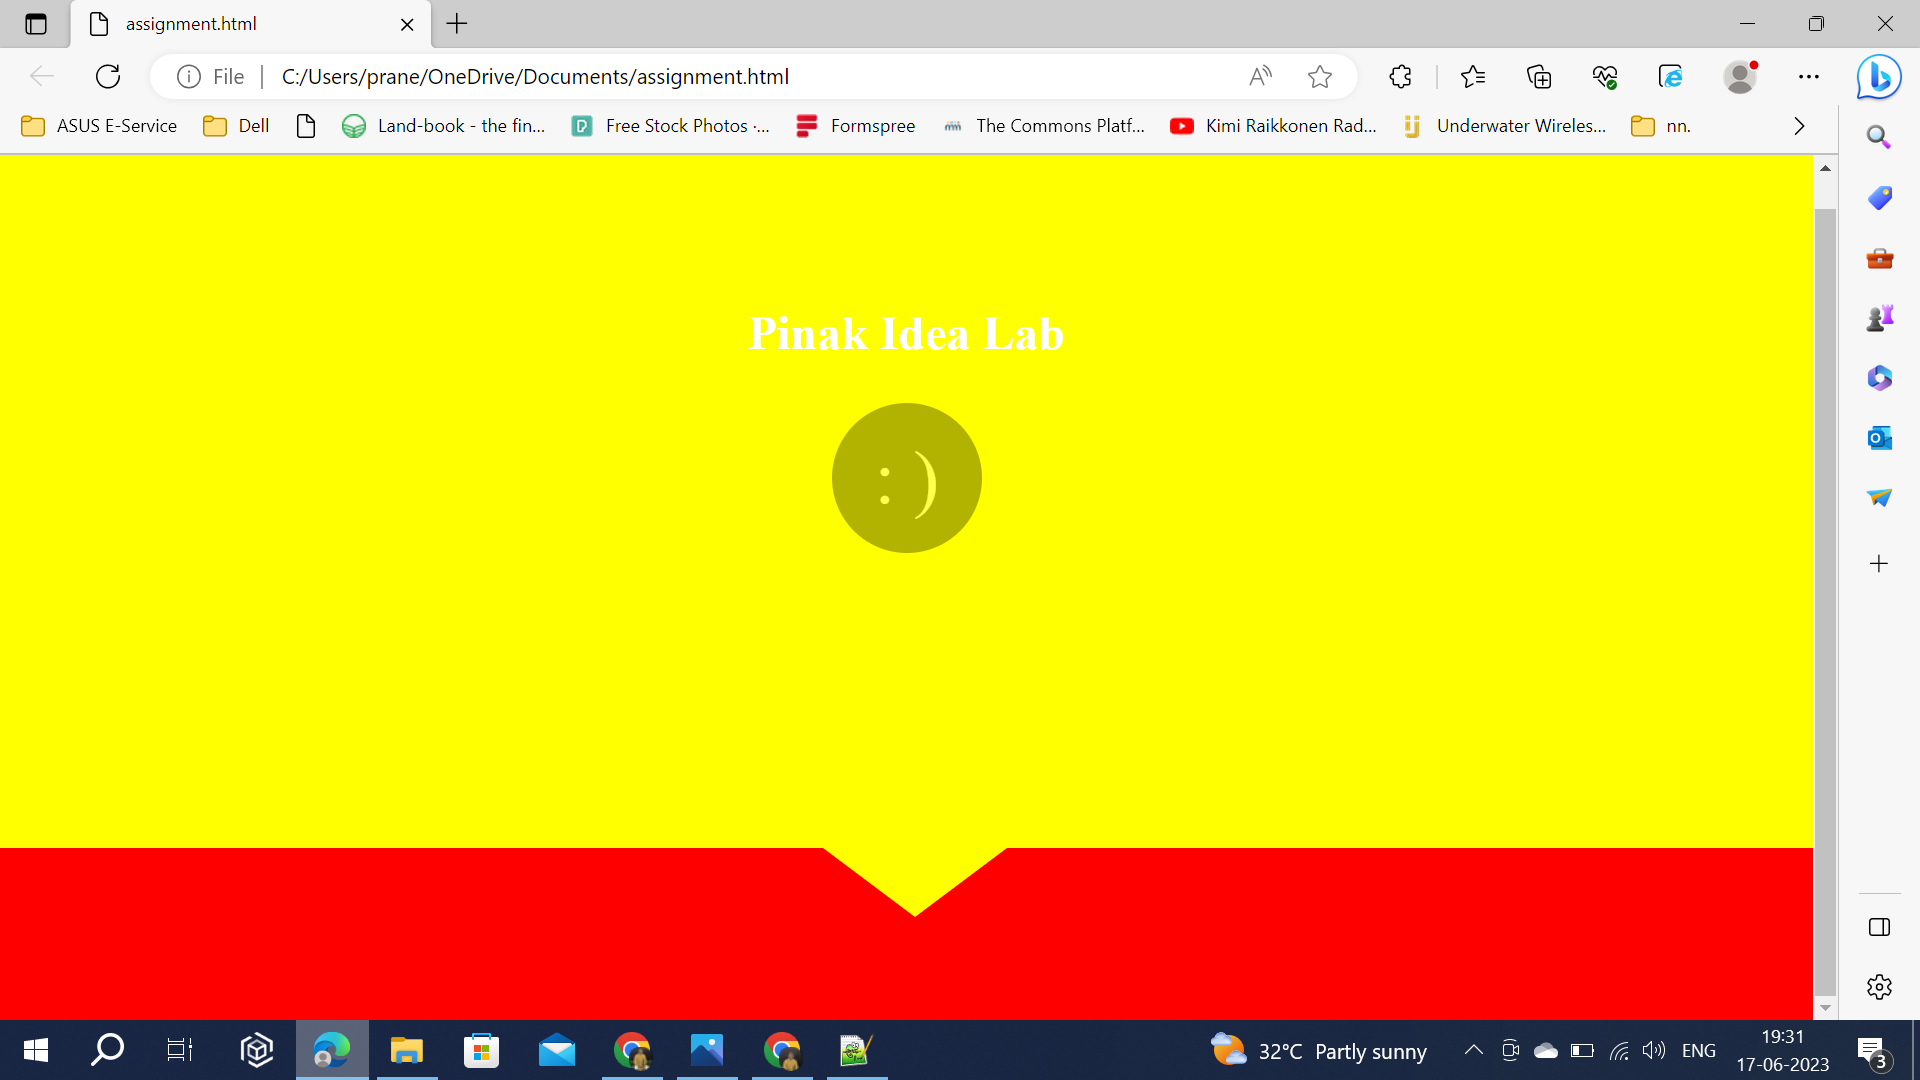 assignment.html
File C:/Users/prane/OneDrive/Documents/assignment.html
ASUS E-Service Dell Land-book - the fin... Free Stock Photos ·... Formspree The Commons Platf... Kimi Raikkonen Rad... Underwater Wireles... nn.
Pinak Idea Lab
: )
32°C Partly sunny ENG 19:31
17-06-2023 3